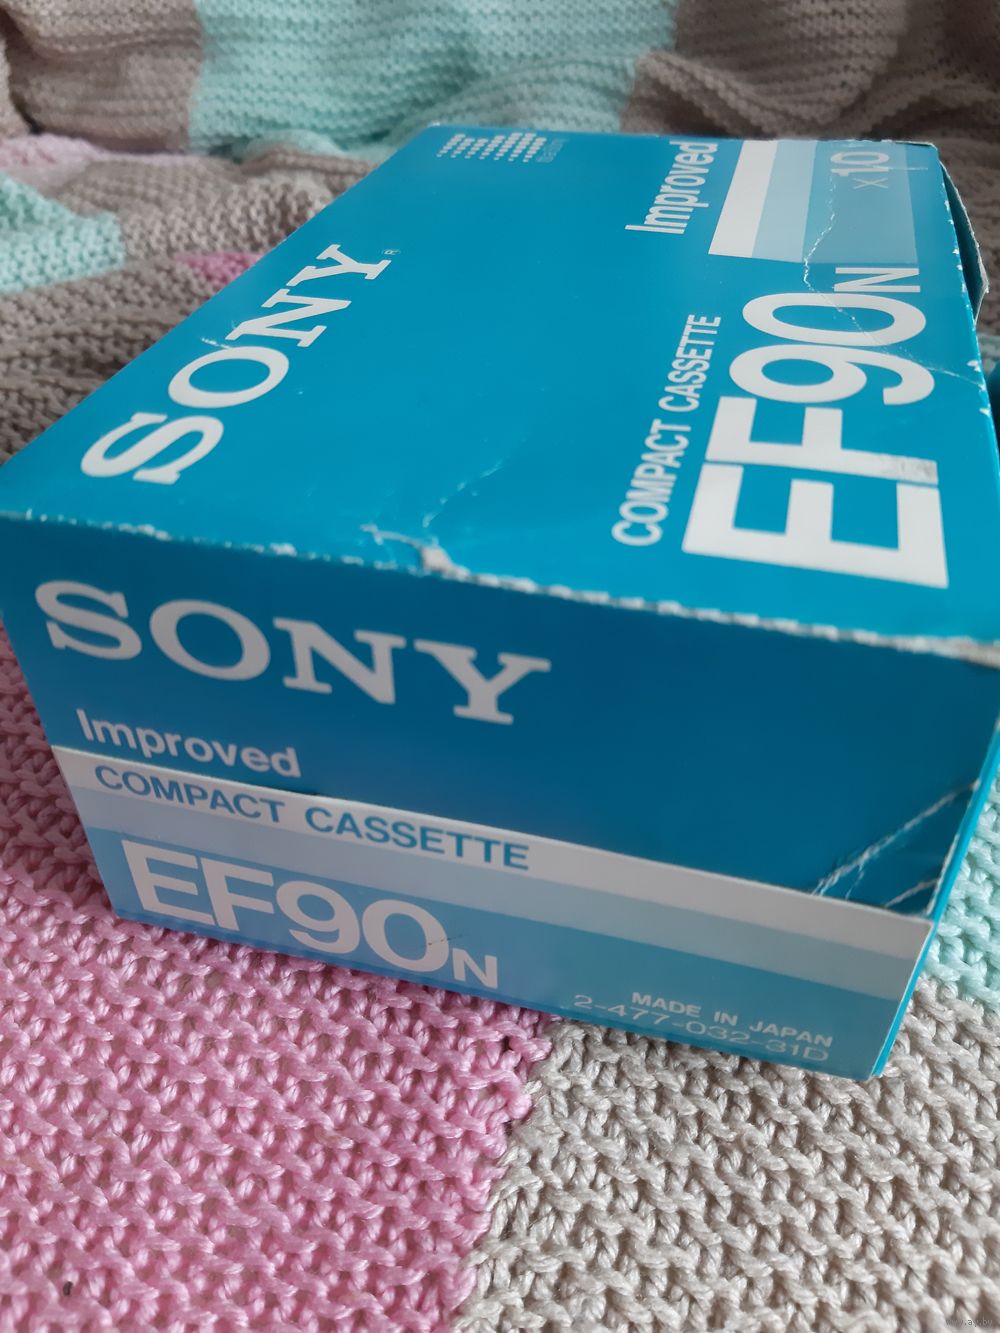 SONY®
Improved
x10
COMPACT CASSETTE
EF90N
SONY
Improved
COMPACT CASSETTE
EF90N
MADE IN JAPAN
2-477-032-31D